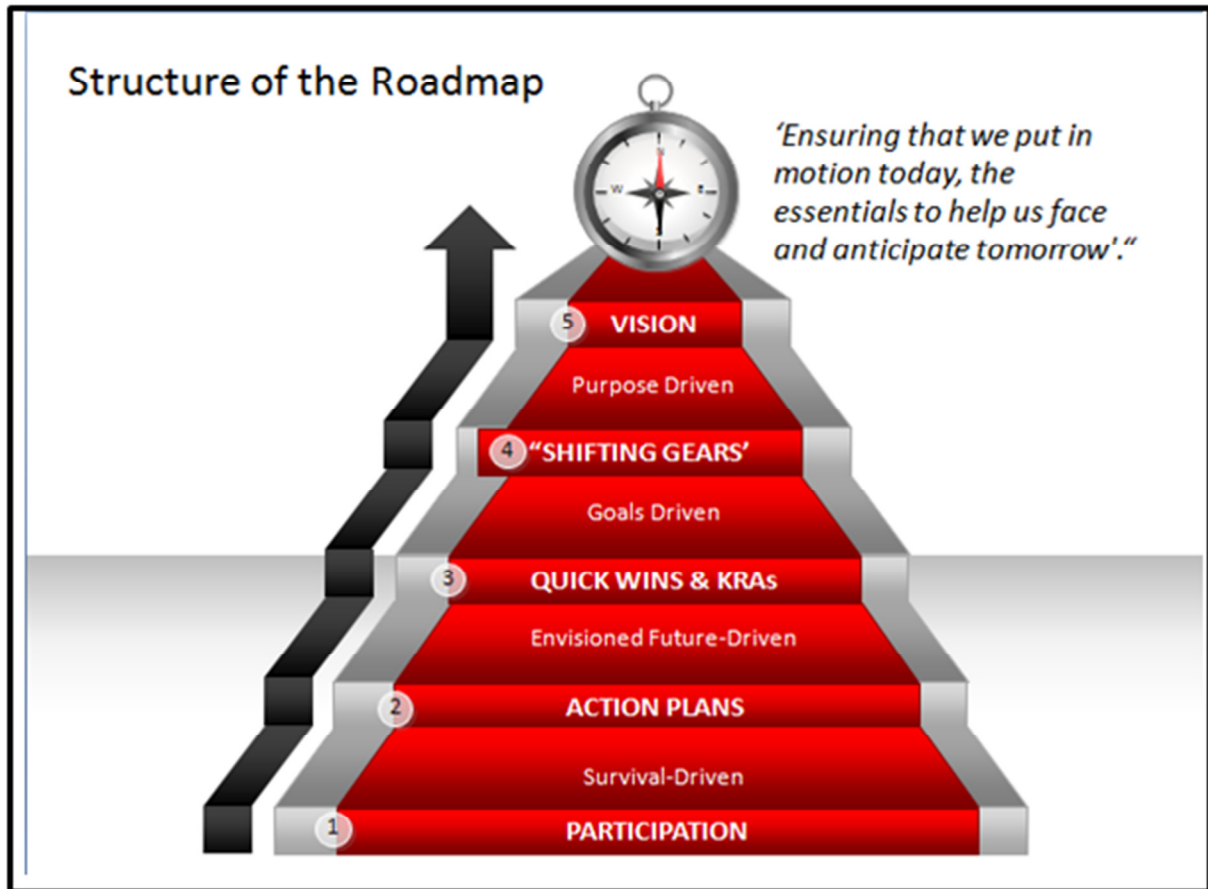 Structure of the Roadmap
‘Ensuring that we put in
motion today, the
essentials to help us face
and anticipate tomorrow'.“
N
W
E
S
5 VISION
Purpose Driven
4 “SHIFTING GEARS’
Goals Driven
3 QUICK WINS & KRAs
Envisioned Future-Driven
2 ACTION PLANS
Survival-Driven
1 PARTICIPATION